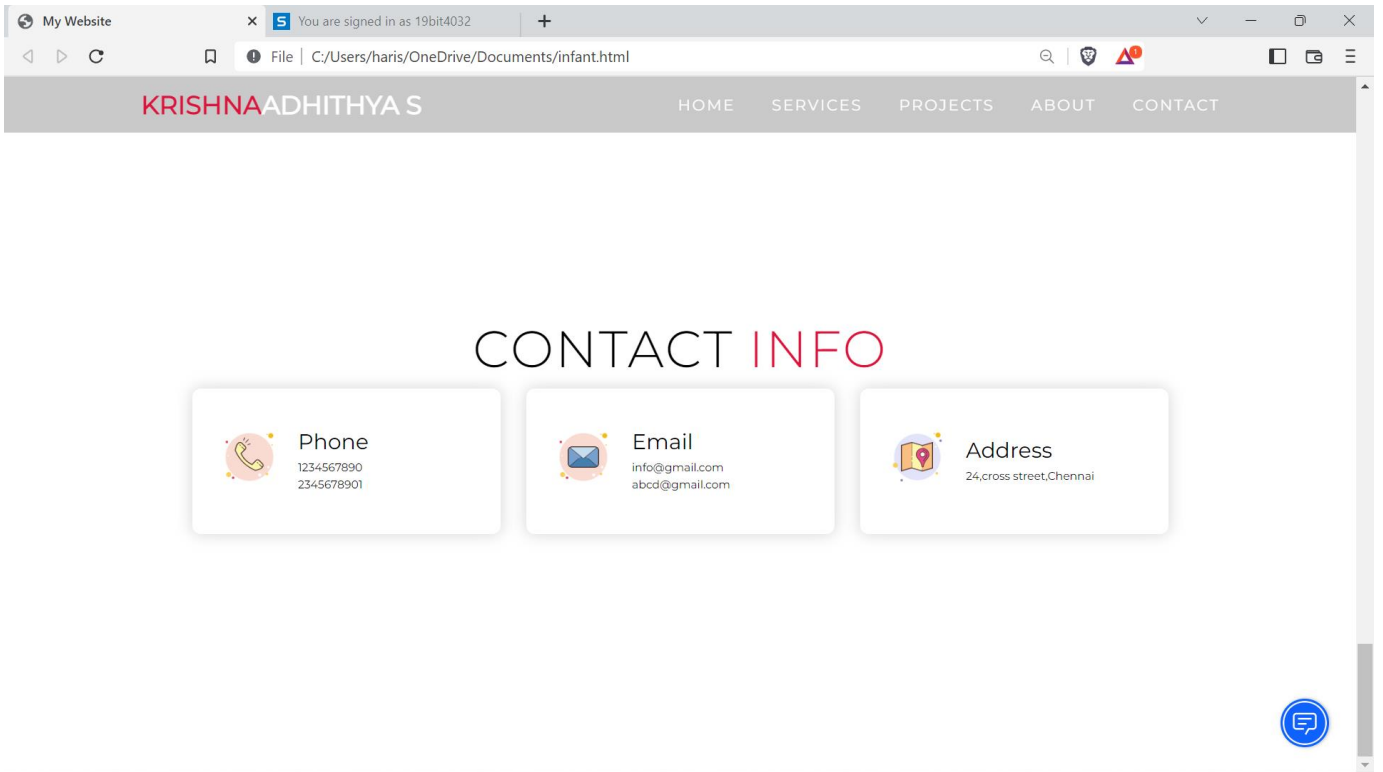 My Website
You are signed in as 19bit4032
File C:/Users/haris/OneDrive/Documents/infant.html
1
KRISHNAADHITHYA S
HOME SERVICES PROJECTS ABOUT CONTACT
CONTACT INFO
Phone
1234567890
2345678901
Email
info@gmail.com
abcd@gmail.com
Address
24,cross street,Chennai